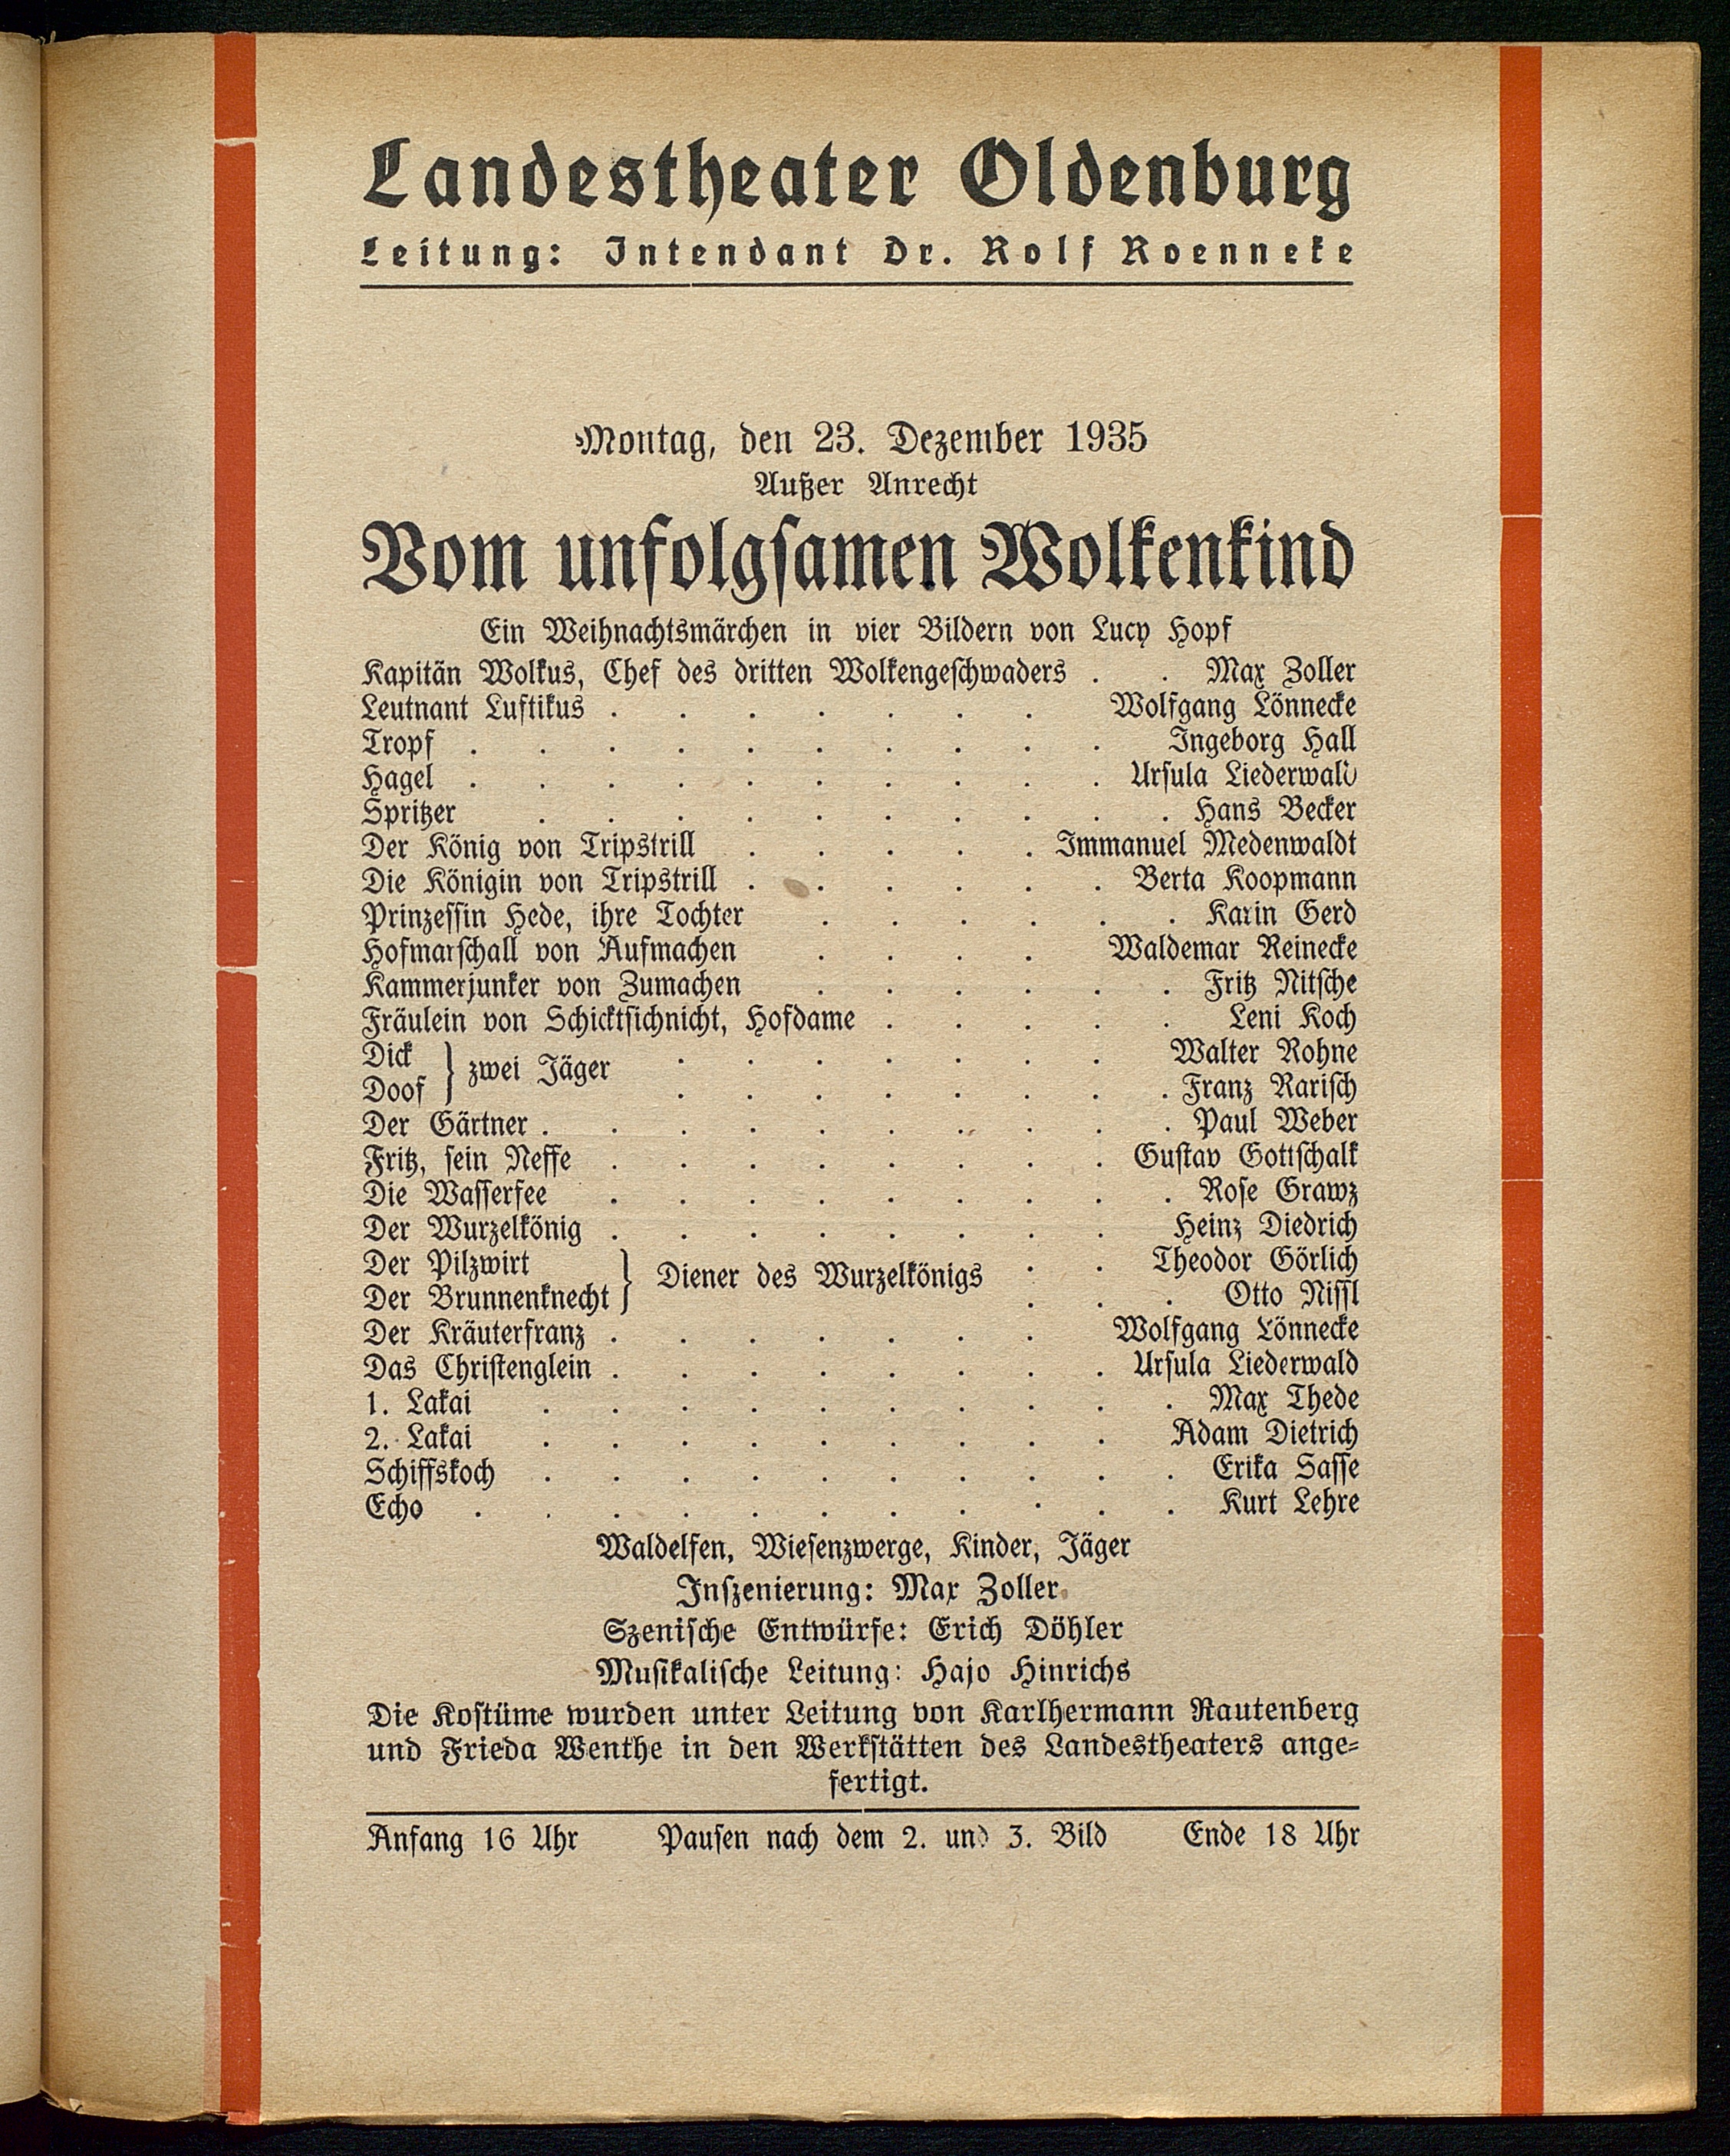 Landestheater Oldenburg
Leitung: Intendant Dr. Rolf Roenneke
Montag, den 23. Dezember 1935
Außer Anrecht
Vom unfolgsamen Wolkenkind
Ein Weihnachtsmärchen in vier Bildern von Lucy Hopf
Kapitän Wolkus, Chef des dritten Wolkengeschwaders . . Max Zoller
Leutnant Luftikus . . . . . . . Wolfgang Lönnecke
Tropf . . . . . . . . . . Ingeborg Hall
Hagel . . . . . . . . . . Ursula Liederwald
Spritzer . . . . . . . . . . Hans Becker
Der König von Tripstrill . . . . . Immanuel Medenwaldt
Die Königin von Tripstrill . . . . . . Berta Koopmann
Prinzessin Hede, ihre Tochter . . . . . . Karin Gerd
Hofmarschall von Aufmachen . . . . Waldemar Reinecke
Kammerjunker von Zumachen . . . . . . Fritz Nitsche
Fräulein von Schicktsichnicht, Hofdame . . . . . Leni Koch
Dick } zwei Jäger . . . . . . . Walter Rohne
Doof } . . . . . . . . Franz Rarisch
Der Gärtner . . . . . . . . . . Paul Weber
Fritz, sein Neffe . . . . . . . . Gustav Gottschalk
Die Wasserfee . . . . . . . . . Rose Grawz
Der Wurzelkönig . . . . . . . . Heinz Diedrich
Der Pilzwirt } Diener des Wurzelkönigs . . Theodor Görlich
Der Brunnenknecht } . . . Otto Nissl
Der Kräuterfranz . . . . . . . Wolfgang Lönnecke
Das Christenglein . . . . . . . . Ursula Liederwald
1. Lakai . . . . . . . . . . Max Thede
2. Lakai . . . . . . . . . Adam Dietrich
Schiffskoch . . . . . . . . . . Erika Sasse
Echo . . . . . . . . . . . Kurt Lehre
Waldelfen, Wiesenzwerge, Kinder, Jäger
Inszenierung: Max Zoller
Szenische Entwürfe: Erich Döhler
Musikalische Leitung: Hajo Hinrichs
Die Kostüme wurden unter Leitung von Karlhermann Rautenberg
und Frieda Wenthe in den Werkstätten des Landestheaters ange-
fertigt.
Anfang 16 Uhr Pausen nach dem 2. und 3. Bild Ende 18 Uhr